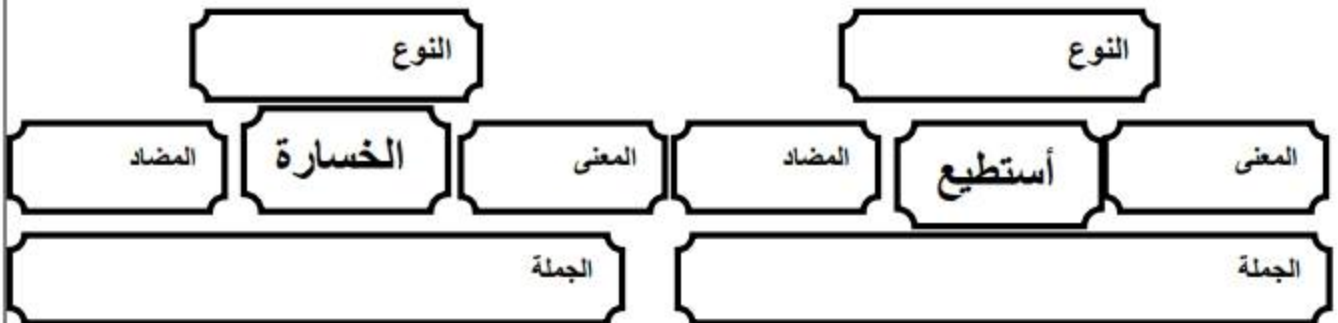 النوع النوع
المعنى أستطيع المضاد المعنى الخسارة المضاد
الجملة الجملة